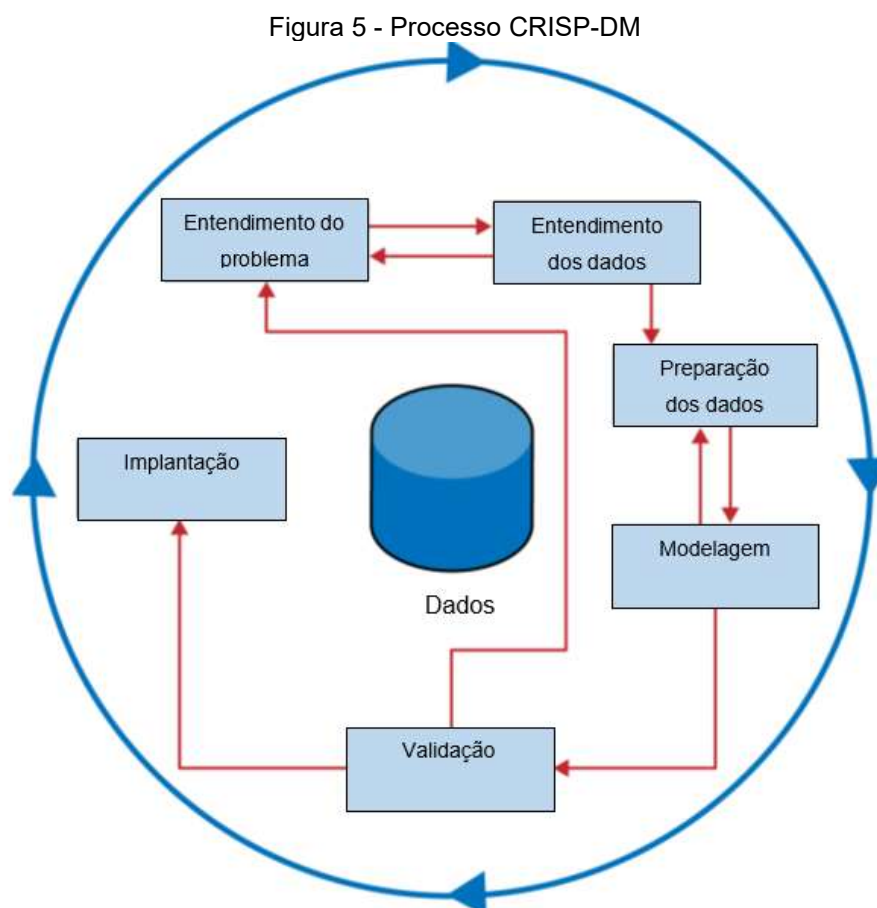 Figura 5 - Processo CRISP-DM
Entendimento do
problema
Entendimento
dos dados
Preparação
dos dados
Implantação
Modelagem
Dados
Validação